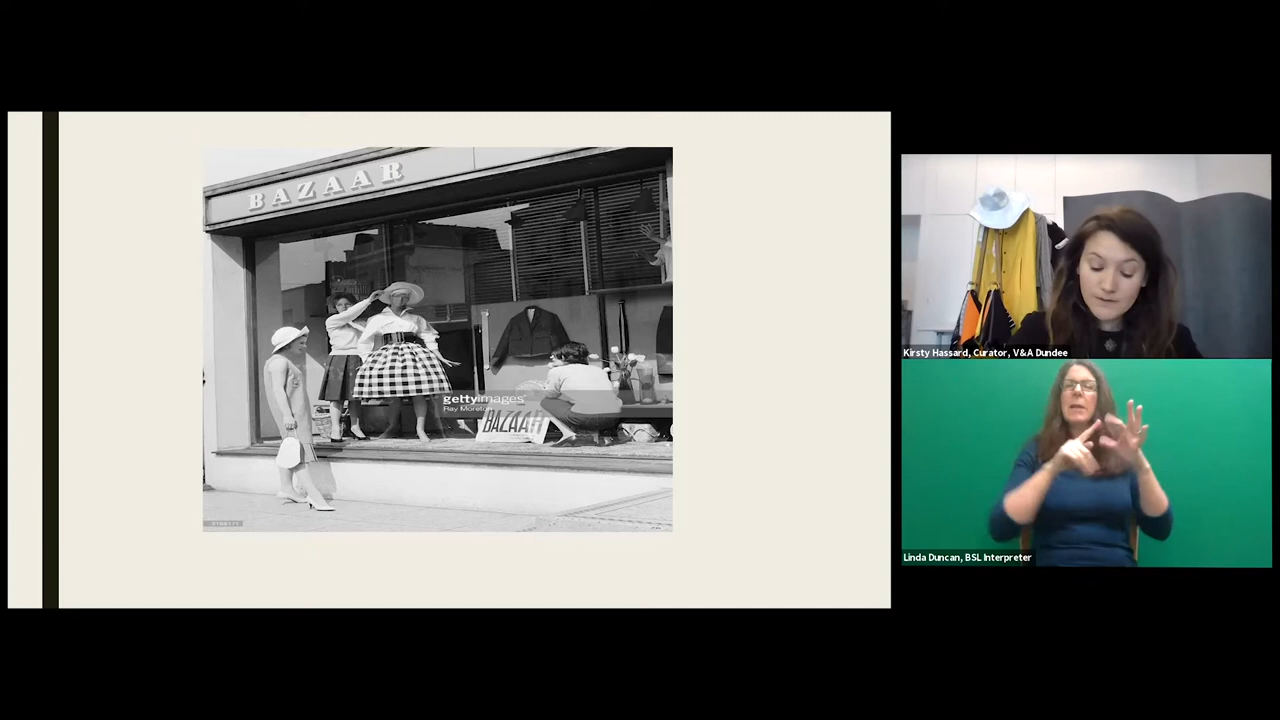 BAZAAR
gettyimages
Ray Moreton
BAZAAR
Kirsty Hassard, Curator, V&A Dundee
Linda Duncan, BSL Interpreter